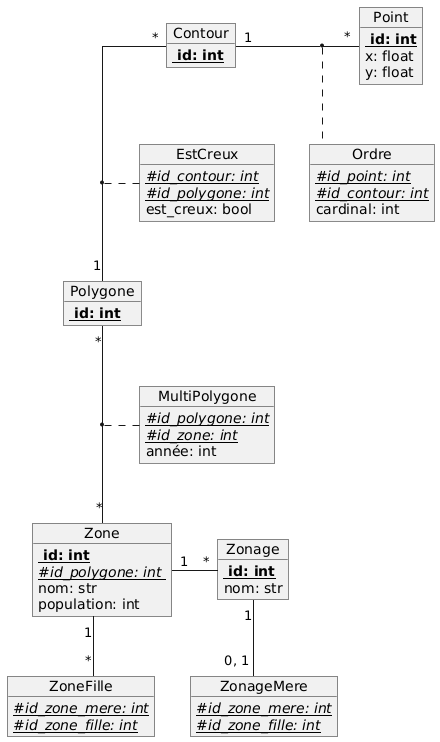 Point
id: int
x: float
y: float
*
1
*
Contour
id: int
EstCreux
#id_contour: int
#id_polygone: int
est_creux: bool
Ordre
#id_point: int
#id_contour: int
cardinal: int
1
Polygone
id: int
*
MultiPolygone
#id_polygone: int
#id_zone: int
année: int
*
Zone
id: int
#id_polygone: int
nom: str
population: int
1
*
Zonage
id: int
nom: str
1
*
1
0, 1
ZoneFille
#id_zone_mere: int
#id_zone_fille: int
ZonageMere
#id_zone_mere: int
#id_zone_fille: int